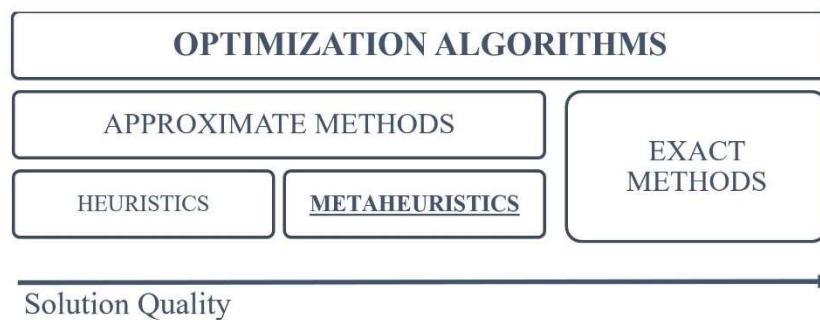 OPTIMIZATION ALGORITHMS
APPROXIMATE METHODS
EXACT
METHODS
HEURISTICS
METAHEURISTICS
Solution Quality